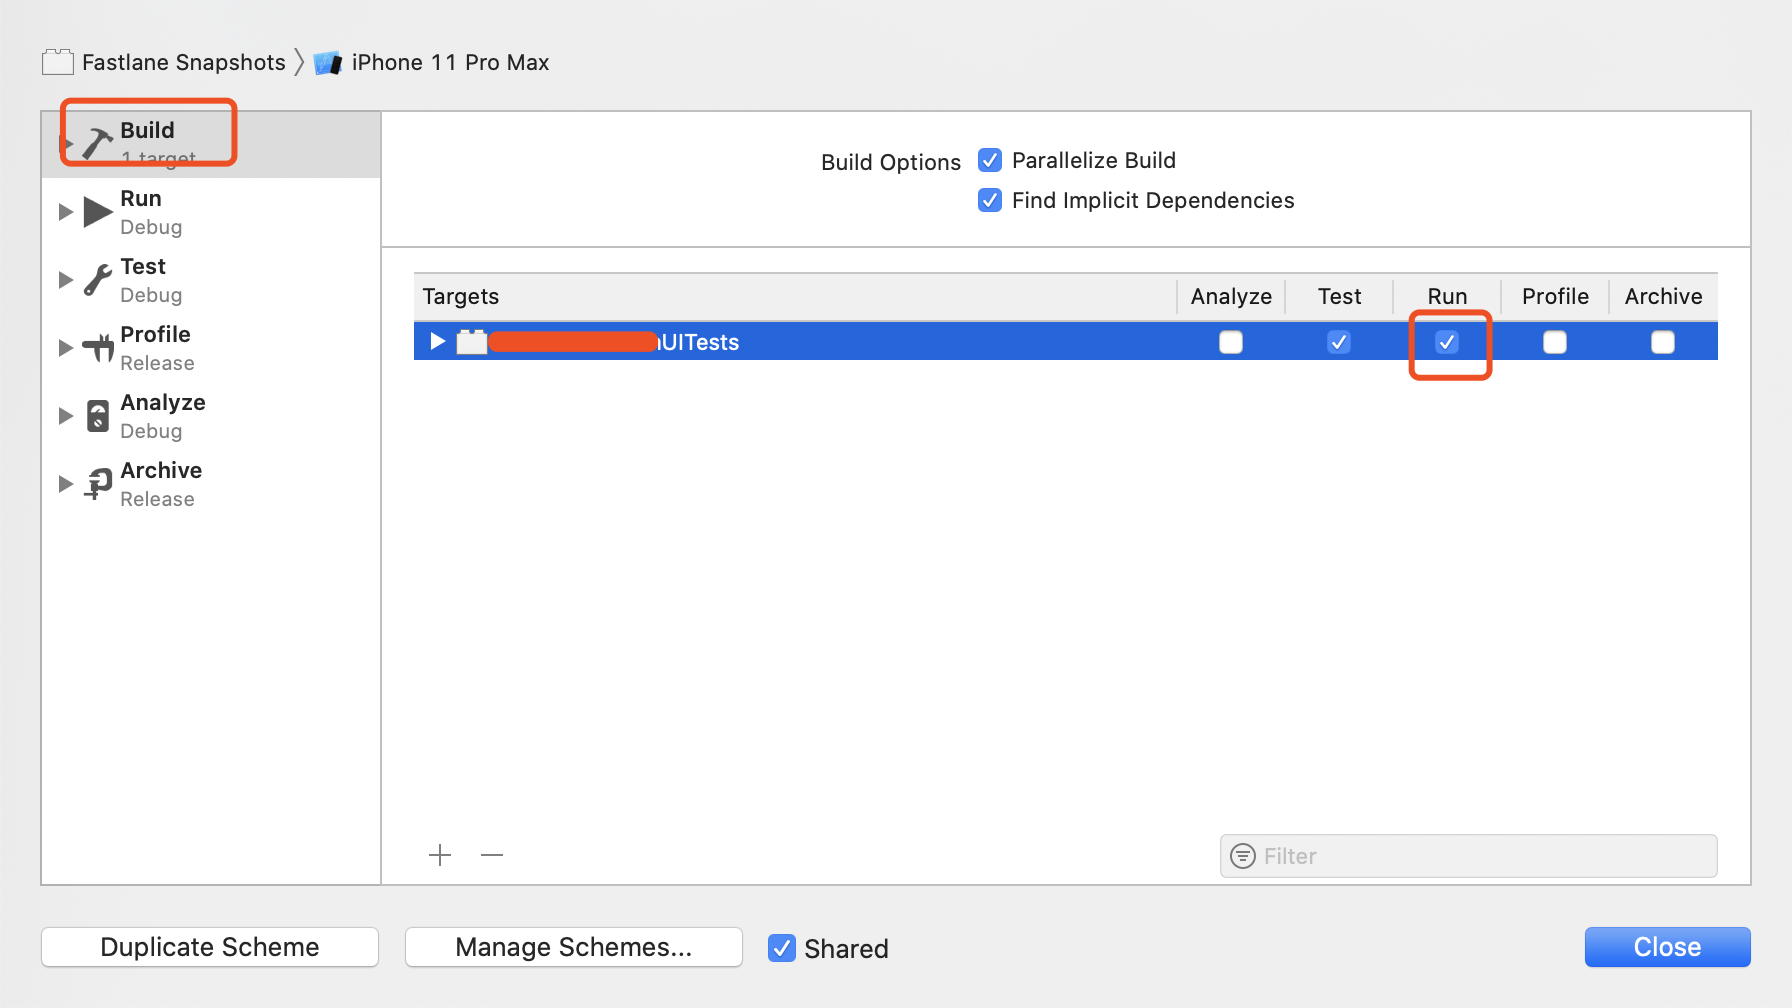 Fastlane Snapshots
iPhone 11 Pro Max
Build
1 target
Run
Debug
Test
Debug
Profile
Release
Analyze
Debug
Archive
Release
Build Options
Parallelize Build
Find Implicit Dependencies
Targets Analyze Test Run Profile Archive
UITests
Filter
Duplicate Scheme
Manage Schemes...
Shared
Close